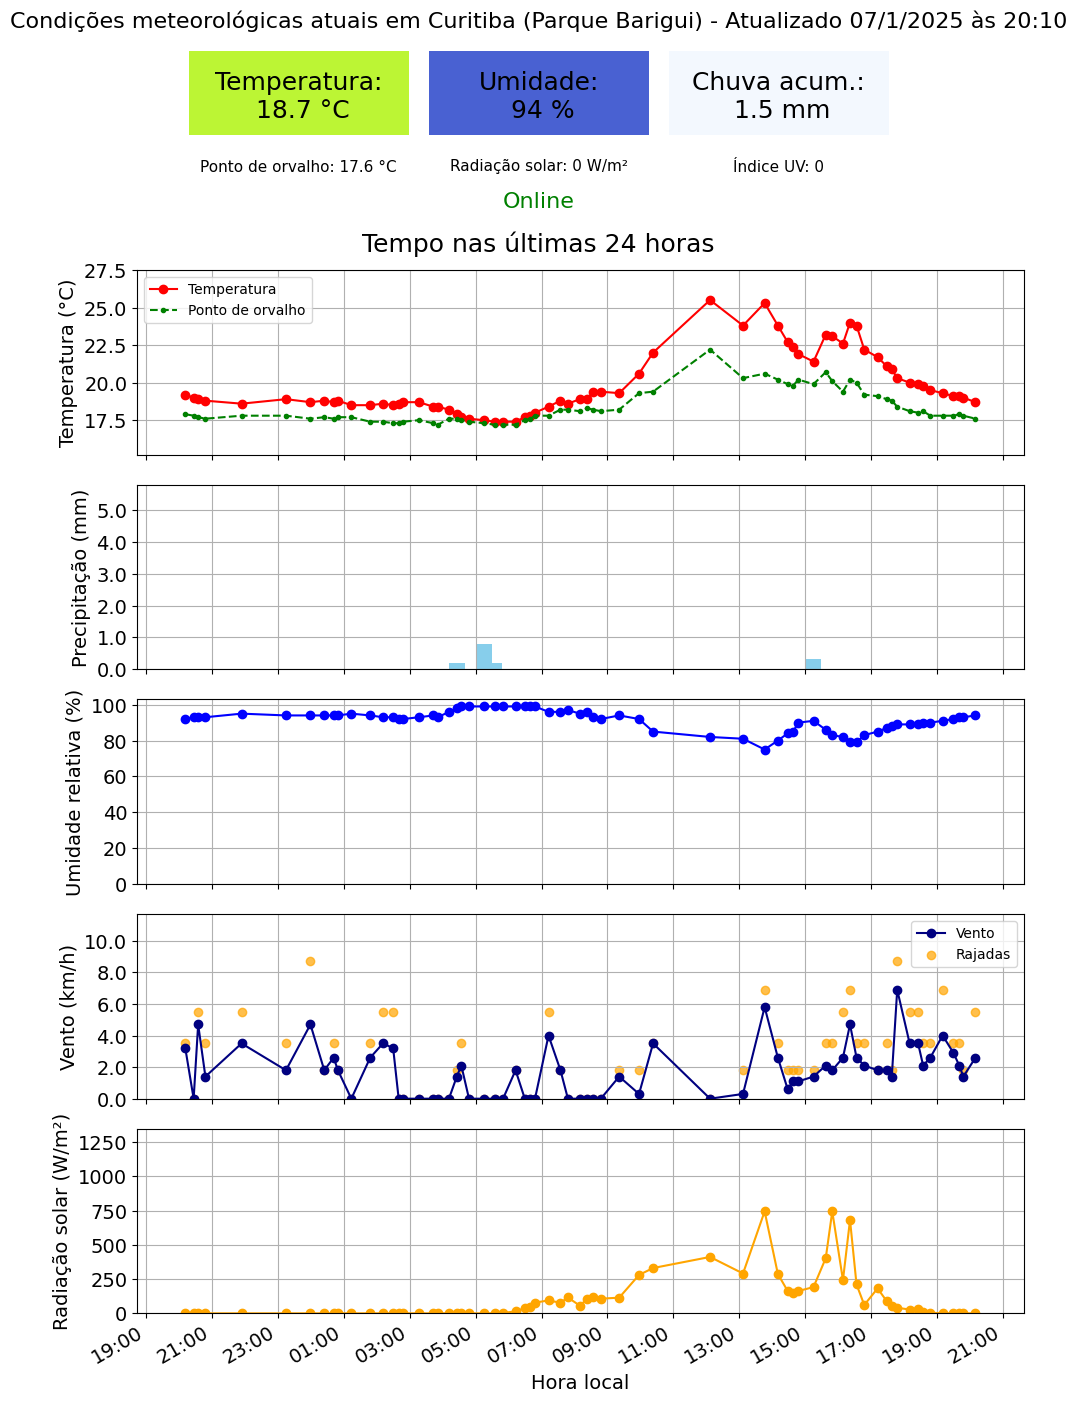 Condições meteorológicas atuais em Curitiba (Parque Barigui) - Atualizado 07/1/2025 às 20:10
Temperatura:
18.7 °C
Umidade:
94 %
Chuva acum.:
1.5 mm
Ponto de orvalho: 17.6 °C
Radiação solar: 0 W/m²
Índice UV: 0
Online
Tempo nas últimas 24 horas
Temperatura (°C)
27.5
25.0
22.5
20.0
17.5
Temperatura
Ponto de orvalho
Precipitação (mm)
5.0
4.0
3.0
2.0
1.0
0.0
Umidade relativa (%)
100
80
60
40
20
0
Vento (km/h)
10.0
8.0
6.0
4.0
2.0
0.0
Vento
Rajadas
Radiação solar (W/m²)
1250
1000
750
500
250
0
19:00
21:00
23:00
01:00
03:00
05:00
07:00
09:00
11:00
13:00
15:00
17:00
19:00
21:00
Hora local